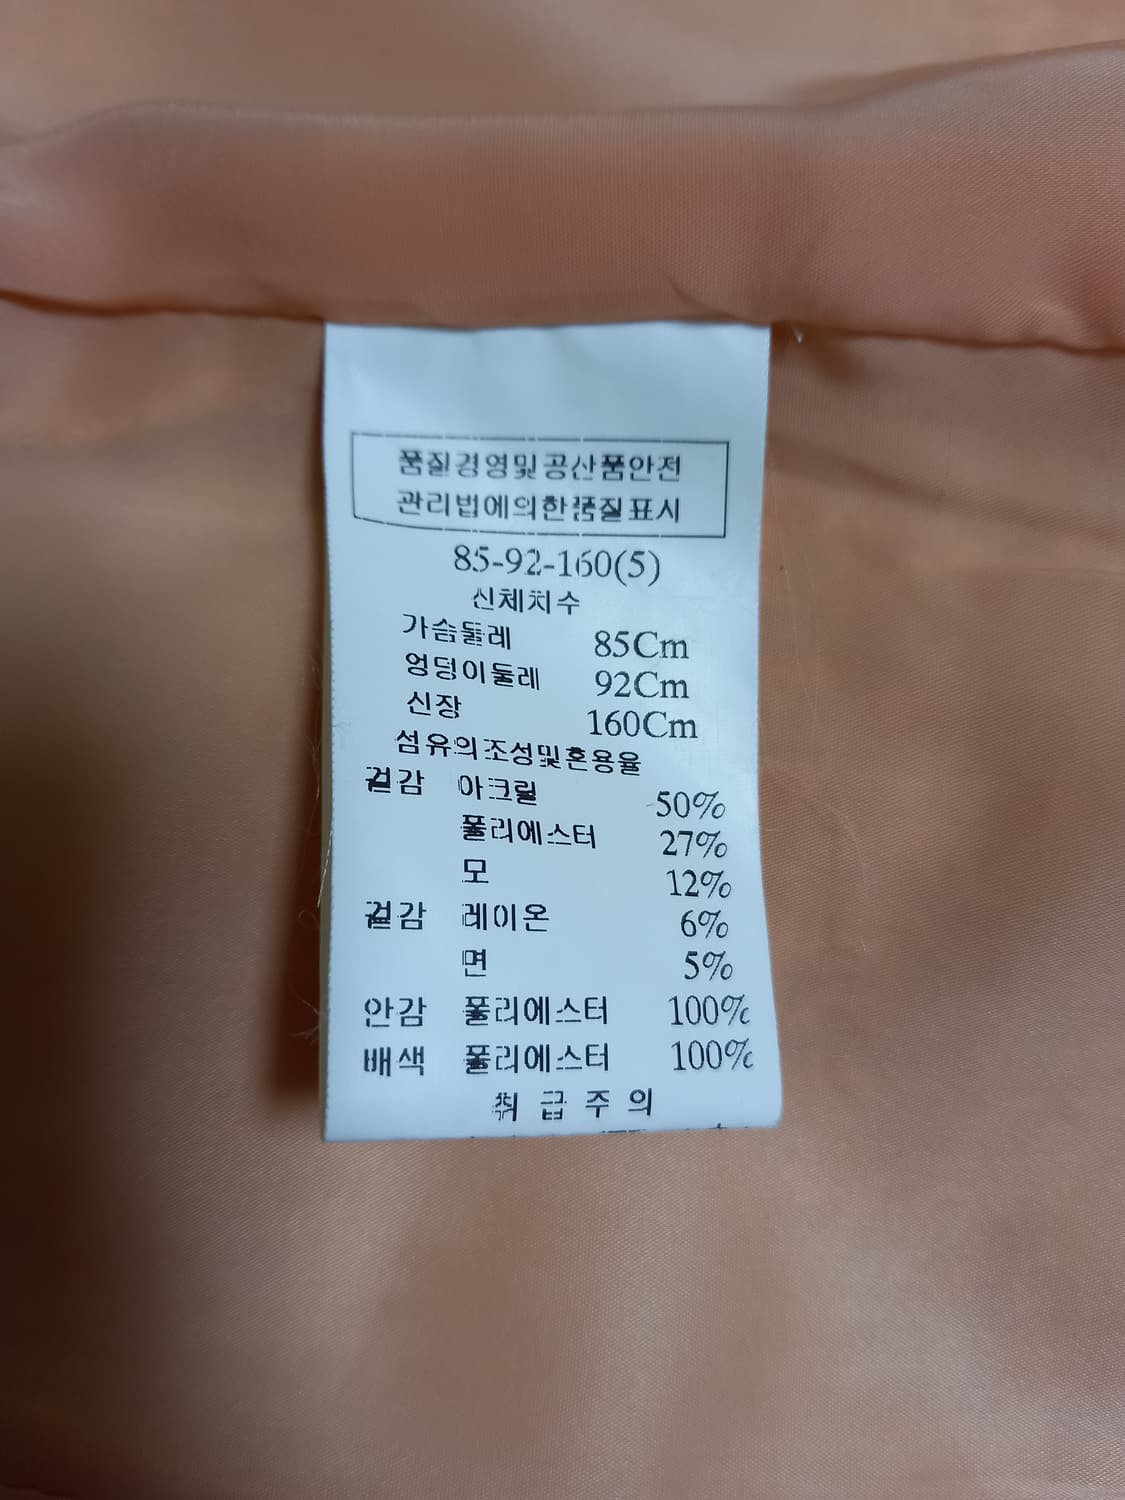 품질경영및공산품안전
관리법에의한품질표시
85-92-160(5)
신체치수
가슴둘레 85Cm
엉덩이둘레 92Cm
신장 160Cm
섬유의조성및혼용율
겉감 아크릴 50%
폴리에스터 27%
모 12%
겉감 레이온 6%
면 5%
안감 폴리에스터 100%
배색 폴리에스터 100%
취급주의